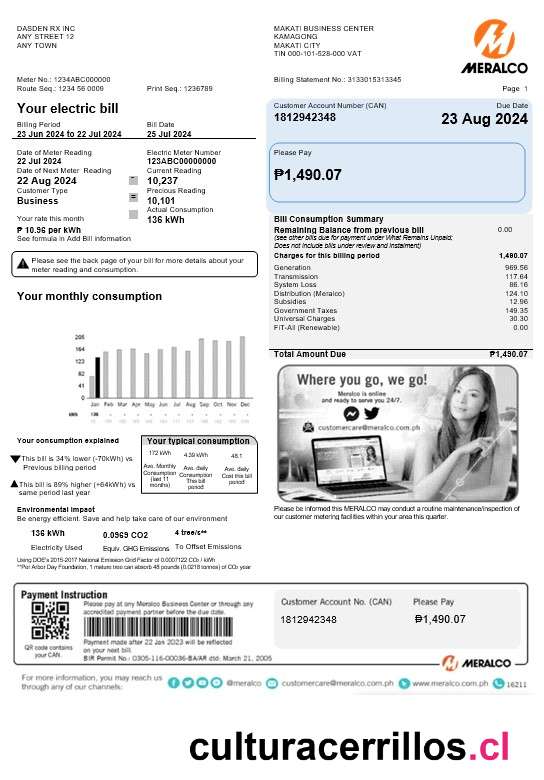 DASDEN RX INC
ANY STREET 12
ANY TOWN
MAKATI BUSINESS CENTER
KAMAGONG
MAKATI CITY
TIN 000-101-528-000 VAT
MERALCO
Meter No.: 1234ABC000000
Route Seq.: 1234 56 0009
Print Seq.: 1236789
Billing Statement No.: 3133015313345
Page 1
Your electric bill
Billing Period
23 Jun 2024 to 22 Jul 2024
Bill Date
25 Jul 2024
Customer Account Number (CAN)
1812942348
Due Date
23 Aug 2024
Please Pay
₱1,490.07
Date of Meter Reading
22 Jul 2024
Date of Next Meter Reading
22 Aug 2024
Customer Type
Business
Your rate this month
₱ 10.96 per kWh
See formula in Add Bill information
Electric Meter Number
123ABC00000000
Current Reading
- 10,237
Precious Reading
= 10,101
Actual Consumption
136 kWh
Please see the back page of your bill for more details about your
meter reading and consumption.
Bill Consumption Summary
Remaining Balance from previous bill 0.00
(see other bills due for payment under What Remains Unpaid;
Does not include bills under review and instalment)
Charges for this billing period 1,490.07
Generation 969.56
Transmission 117.64
System Loss 86.16
Distribution (Meralco) 124.10
Subsidies 12.96
Government Taxes 149.35
Universal Charges 30.30
FiT-All (Renewable) 0.00
Total Amount Due ₱1,490.07
Your monthly consumption
205
164
123
82
41
0
Jan Feb Mar Apr May Jun Jul Aug Sep Oct Nov Dec
kWh 136
Where you go, we go!
Meralco is online
and ready to serve you 24/7.
customercare@meralco.com.ph
Please be informed this MERALCO may conduct a routine maintenance/inspection of
our customer metering facilities within your area this quarter.
Your consumption explained
This bill is 34% lower (-70kWh) vs
Previous billing period
This bill is 89% higher (+64kWh) vs
same period last year
Your typical consumption
172 kWh
Ave. Monthly
Consumption
(last 11
months)
4.39 kWh
Ave. daily
Consumption
This bill
period
48.1
Ave. daily
Cost this bill
period
Environmental Impact
Be energy efficient. Save and help take care of our environment
136 kWh
Electricity Used
0.0969 CO2
Equiv. GHG Emissions
4 tree/s**
To Offset Emissions
Using DOE's 2015-2017 National Emission Grid Factor of 0.0007122 CO₂ / kWh
**Per Arbor Day Foundation, 1 mature tree can absorb 48 pounds (0.0218 tonnes) of CO₂ year
Payment Instruction
Please pay at any Meralco Business Center or through any
accredited payment partner before the due date.
QR code contains
your CAN.
Payment made after 22 Jan 2023 will be reflected
on your next bill.
BIR Permit No.: 0305-116-00036-BA/AR dtd: March 21, 2005
Customer Account No. (CAN)
1812942348
Please Pay
₱1,490.07
MERALCO
For more information, you may reach us
through any of our channels:
@meralco
customercare@meralco.com.ph
www.meralco.com.ph
16211
culturacerrillos.cl